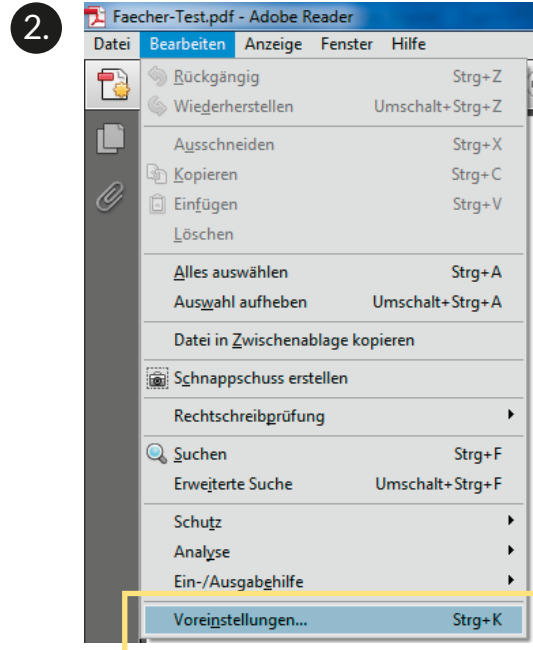 2.
Faecher-Test.pdf - Adobe Reader
Datei Bearbeiten Anzeige Fenster Hilfe
Rückgängig Strg+Z
Wiederherstellen Umschalt+Strg+Z
Ausschneiden Strg+X
Kopieren Strg+C
Einfügen Strg+V
Löschen
Alles auswählen Strg+A
Auswahl aufheben Umschalt+Strg+A
Datei in Zwischenablage kopieren
Schnappschuss erstellen
Rechtschreibprüfung
Suchen Strg+F
Erweiterte Suche Umschalt+Strg+F
Schutz
Analyse
Ein-/Ausgabehilfe
Voreinstellungen... Strg+K